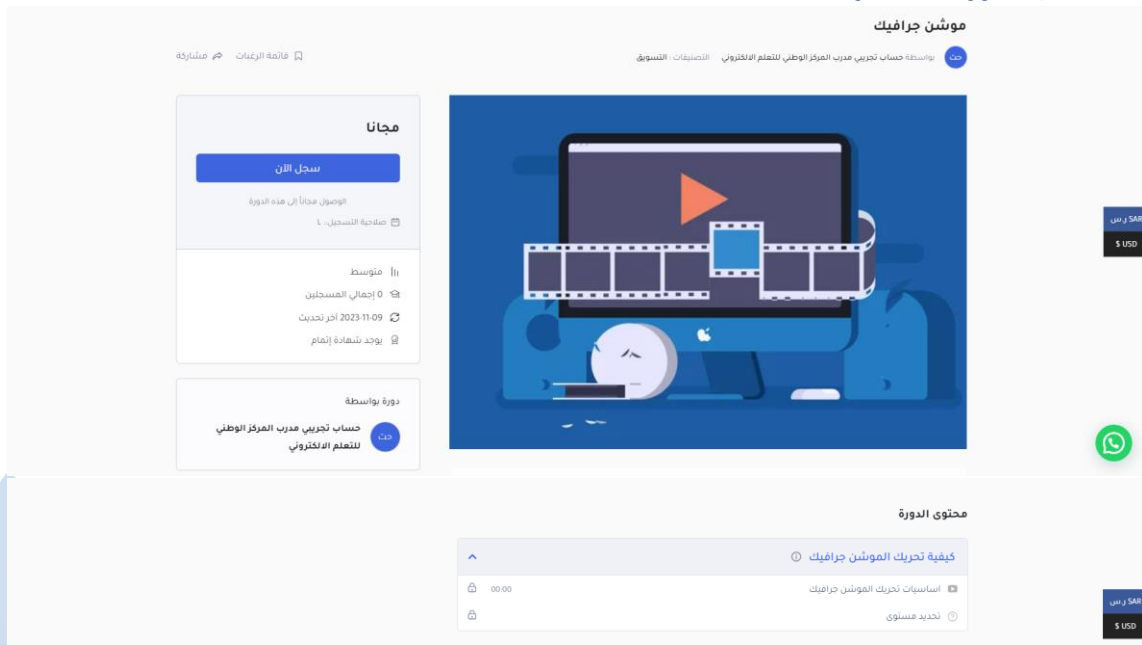 موشن جرافيك
حت
بواسطة حساب تجريبي مدرب المركز الوطني للتعلم الالكتروني التصنيفات : التسويق
قائمة الرغبات
مشاركة
مجانا
سجل الآن
الوصول مجاناً إلى هذه الدورة
صلاحية التسجيل:
متوسط
0 إجمالي المسجلين
2023-11-09 آخر تحديث
يوجد شهادة إتمام
دورة بواسطة
حت
حساب تجريبي مدرب المركز الوطني
للتعلم الالكتروني
SAR ر.س
$ USD
محتوى الدورة
كيفية تحريك الموشن جرافيك
اساسيات تحريك الموشن جرافيك
00:00
تحديد مستوى
SAR ر.س
$ USD